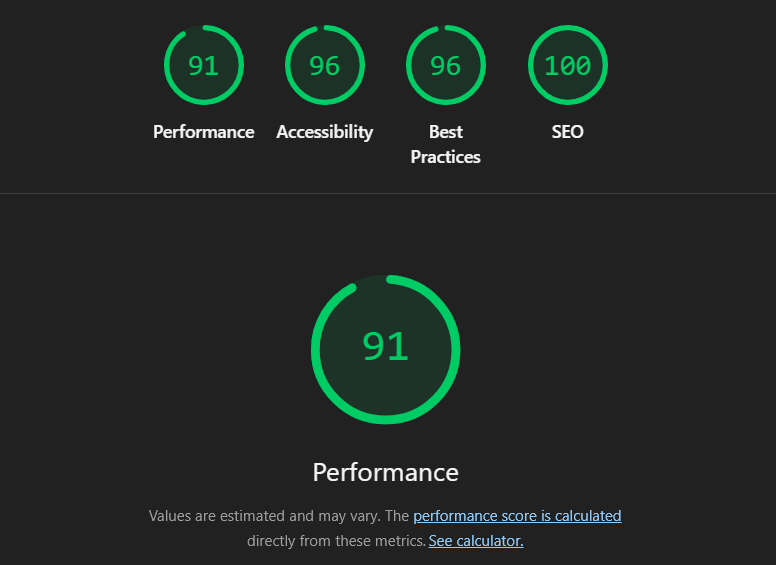 91
96
96
100
Performance
Accessibility
Best
Practices
SEO
91
Performance
Values are estimated and may vary. The performance score is calculated
directly from these metrics. See calculator.